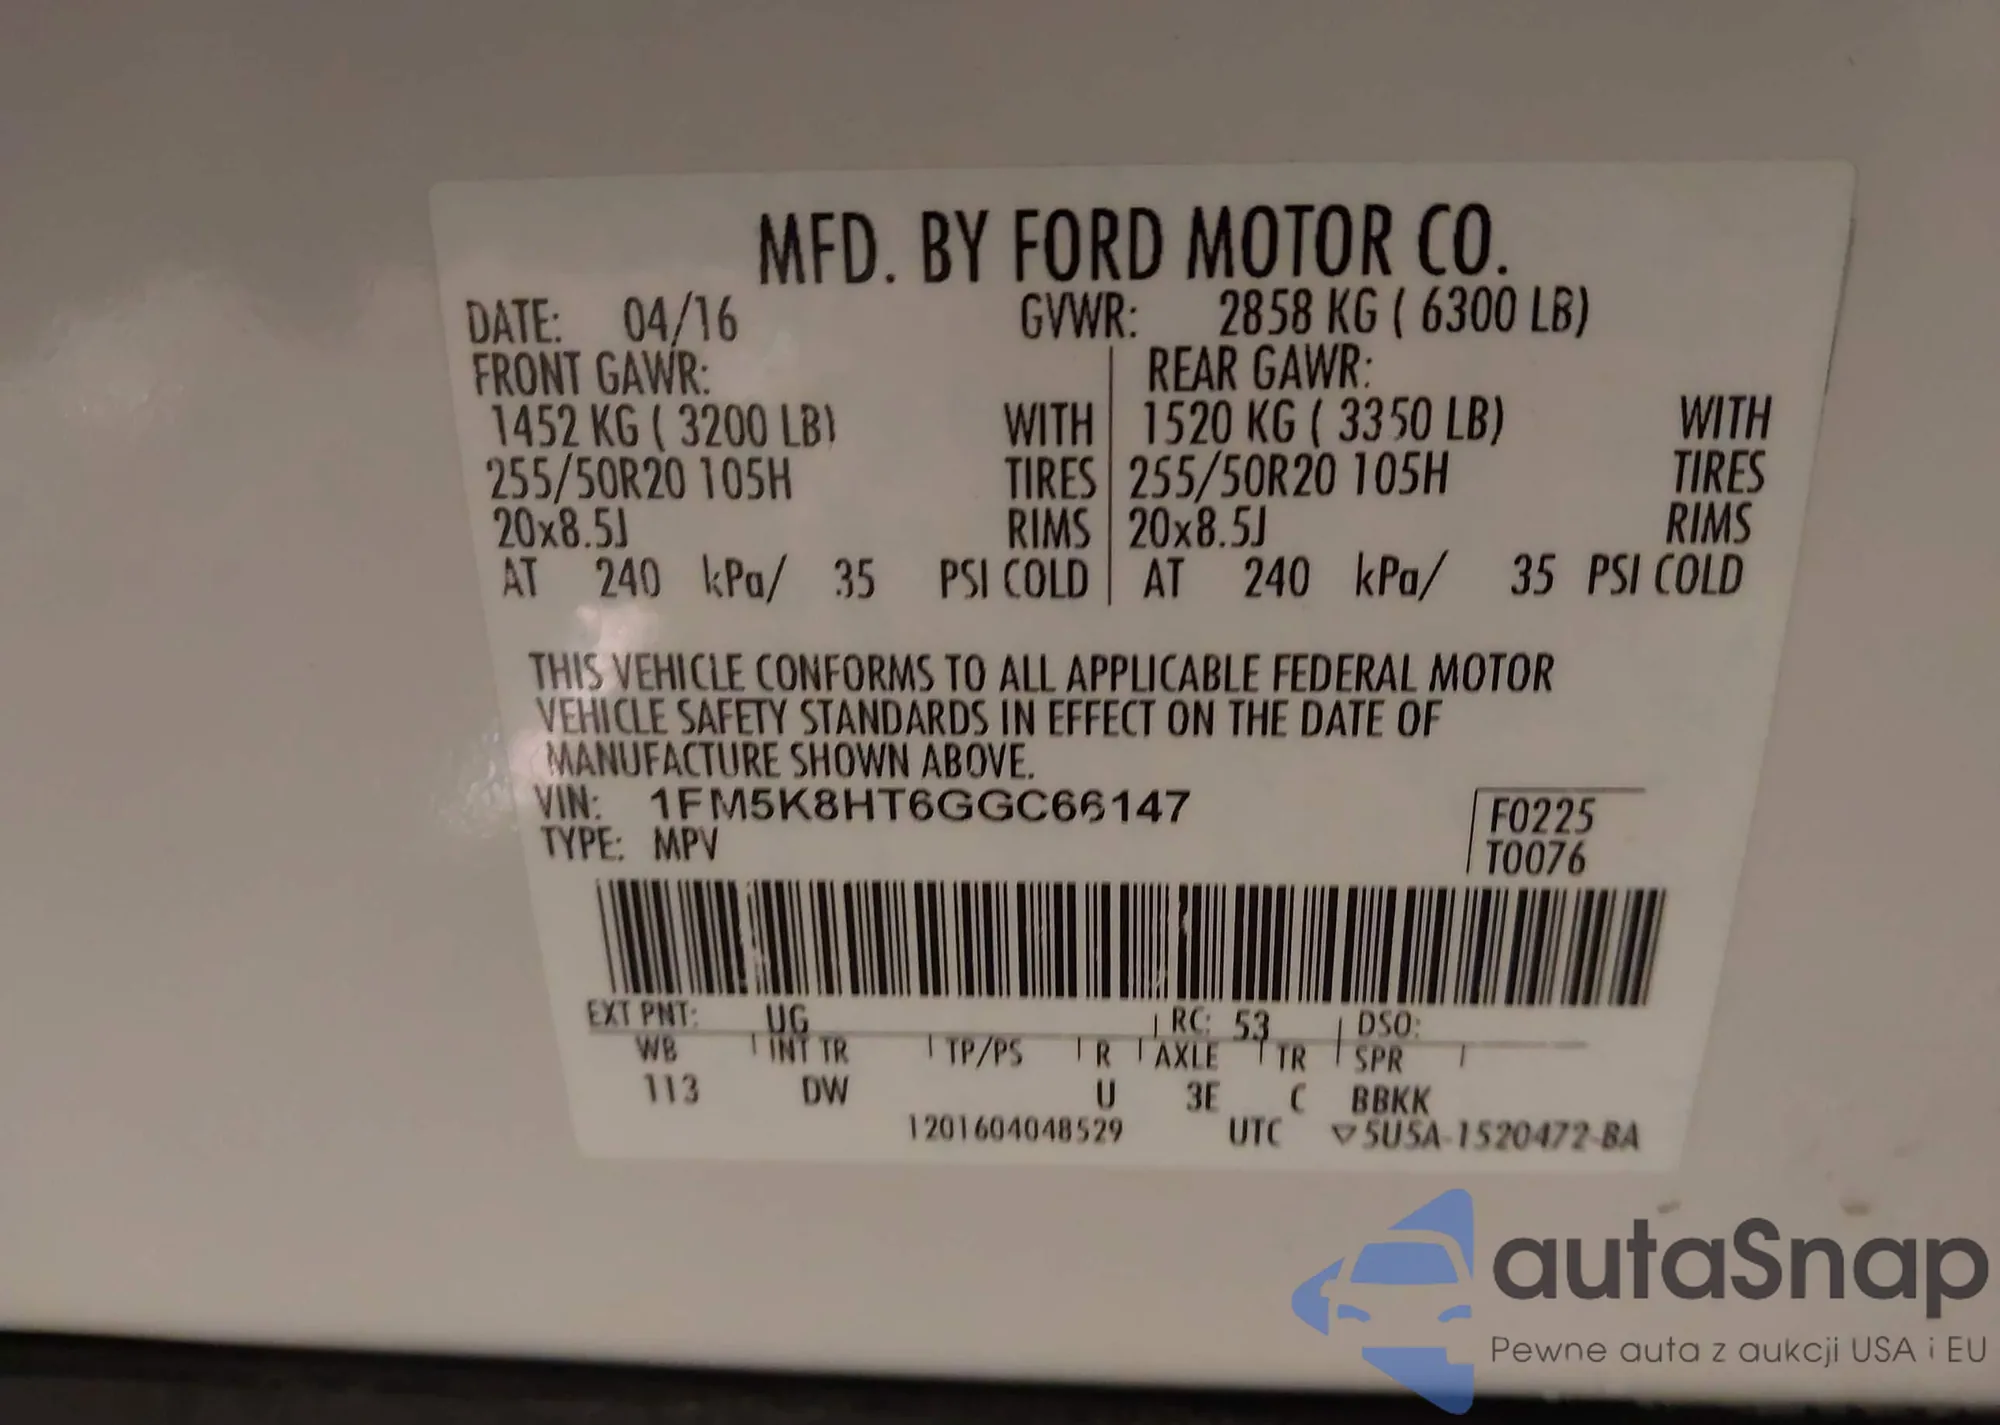 MFD. BY FORD MOTOR CO.
DATE: 04/16 GVWR: 2858 KG ( 6300 LB)
FRONT GAWR: REAR GAWR:
1452 KG ( 3200 LB) WITH 1520 KG ( 3350 LB) WITH
255/50R20 105H TIRES 255/50R20 105H TIRES
20x8.5J RIMS 20x8.5J RIMS
AT 240 kPa/ 35 PSI COLD AT 240 kPa/ 35 PSI COLD
THIS VEHICLE CONFORMS TO ALL APPLICABLE FEDERAL MOTOR
VEHICLE SAFETY STANDARDS IN EFFECT ON THE DATE OF
MANUFACTURE SHOWN ABOVE.
VIN: 1FM5K8HT6GGC66147 F0225
TYPE: MPV T0076
EXT PNT: UG RC: 53 DSO:
WB INT TR TP/PS R AXLE TR SPR
113 DW U 3E C BBKK
1201604048529 UTC ▽5U5A-1520472-BA
autaSnap
Pewne auta z aukcji USA i EU